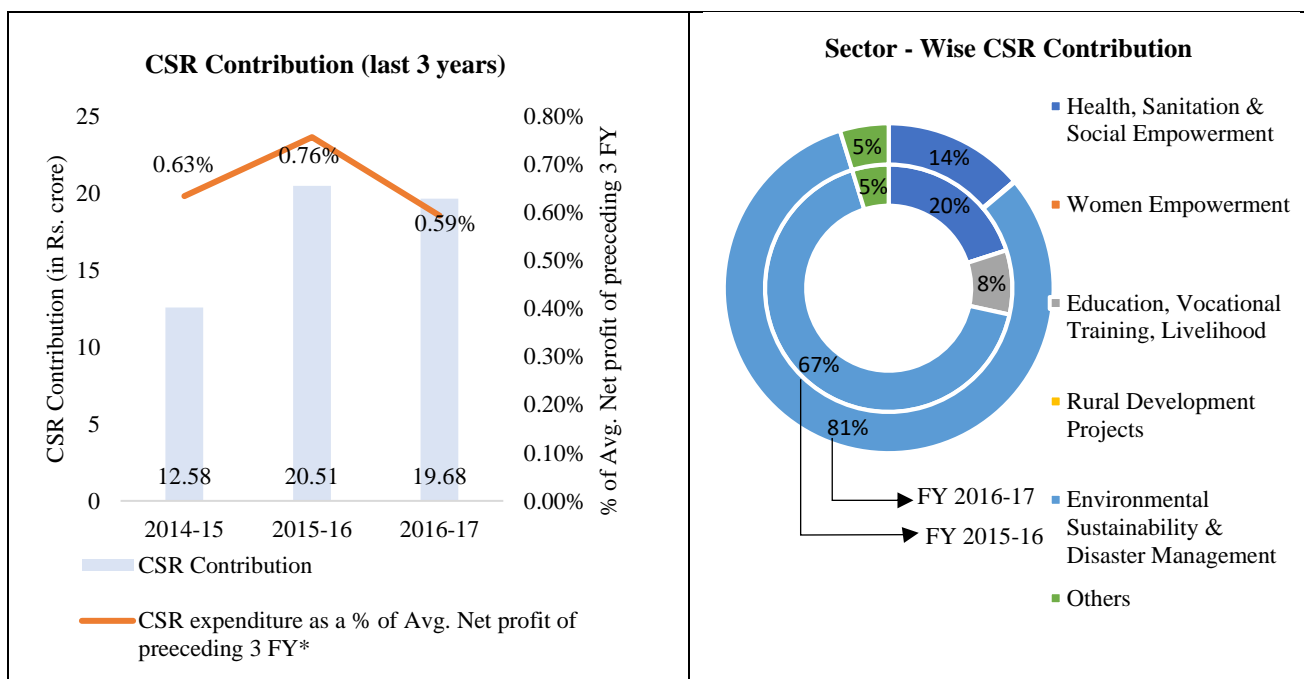 CSR Contribution (last 3 years)
CSR Contribution (in Rs. crore)
25
20
15
10
5
0
0.63%
0.76%
0.59%
12.58
20.51
19.68
2014-15
2015-16
2016-17
0.80%
0.70%
0.60%
0.50%
0.40%
0.30%
0.20%
0.10%
0.00%
% of Avg. Net profit of preeceding 3 FY
CSR Contribution
CSR expenditure as a % of Avg. Net profit of
preeceding 3 FY*
Sector - Wise CSR Contribution
5%
14%
5%
20%
8%
67%
81%
FY 2016-17
FY 2015-16
Health, Sanitation &
Social Empowerment
Women Empowerment
Education, Vocational
Training, Livelihood
Rural Development
Projects
Environmental
Sustainability &
Disaster Management
Others